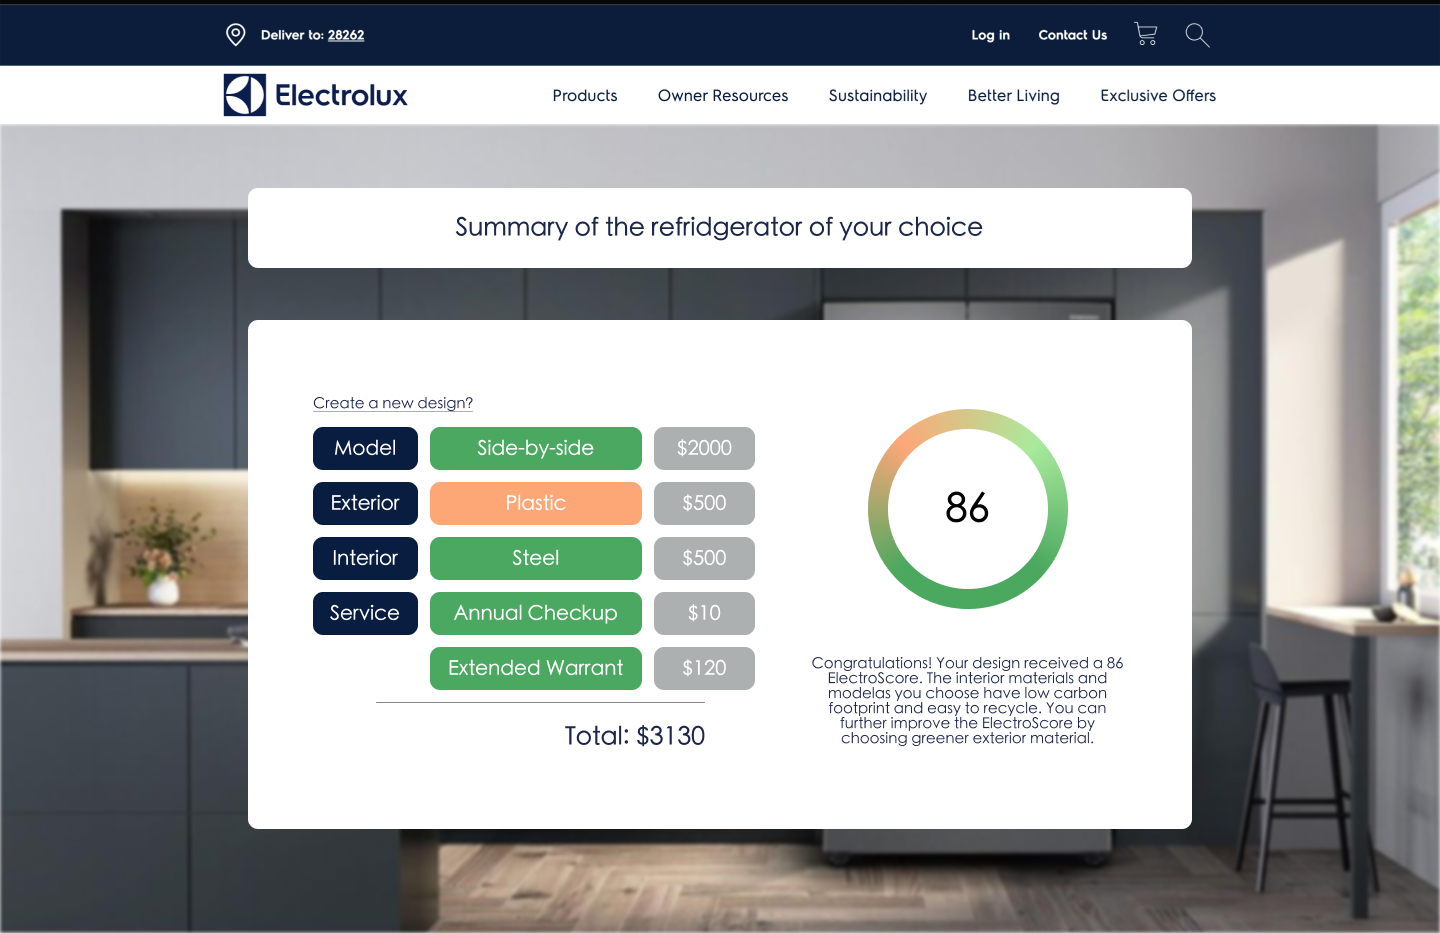 Deliver to: 28262
Log in
Contact Us
Electrolux
Products
Owner Resources
Sustainability
Better Living
Exclusive Offers
Summary of the refridgerator of your choice
Create a new design?
Model
Side-by-side
$2000
Exterior
Plastic
$500
Interior
Steel
$500
Service
Annual Checkup
$10
Extended Warrant
$120
Total: $3130
86
Congratulations! Your design received a 86
ElectroScore. The interior materials and
modelas you choose have low carbon
footprint and easy to recycle. You can
further improve the ElectroScore by
choosing greener exterior material.